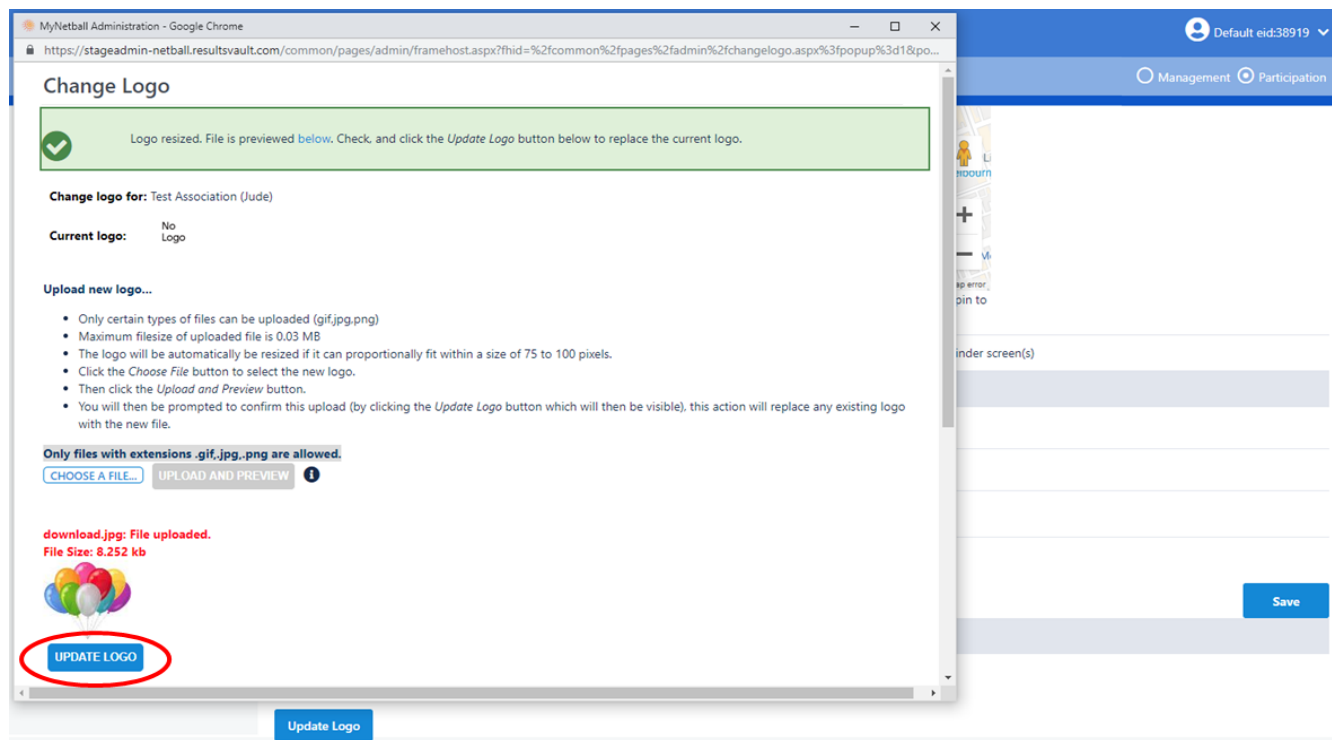 MyNetball Administration - Google Chrome
https://stageadmin-netball.resultsvault.com/common/pages/admin/framehost.aspx?fhid=%2fcommon%2fpages%2fadmin%2fchangelogo.aspx%3fpopup%3d1&po...
Default eid:38919
Management Participation
Change Logo
Logo resized. File is previewed below. Check, and click the Update Logo button below to replace the current logo.
Change logo for: Test Association (Jude)
Current logo:
No
Logo
Upload new logo...
• Only certain types of files can be uploaded (gif,jpg,png)
• Maximum filesize of uploaded file is 0.03 MB
• The logo will be automatically be resized if it can proportionally fit within a size of 75 to 100 pixels.
• Click the Choose File button to select the new logo.
• Then click the Upload and Preview button.
• You will then be prompted to confirm this upload (by clicking the Update Logo button which will then be visible), this action will replace any existing logo
with the new file.
Only files with extensions .gif,.jpg,.png are allowed.
CHOOSE A FILE... UPLOAD AND PREVIEW
download.jpg: File uploaded.
File Size: 8.252 kb
UPDATE LOGO
pin to
inder screen(s)
Save
Update Logo